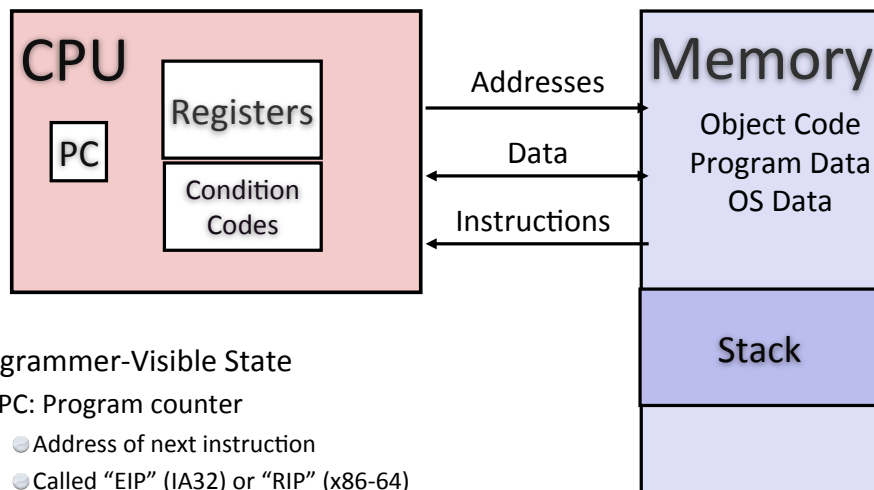 CPU
PC
Registers
Condition
Codes
Addresses
Data
Instructions
Memory
Object Code
Program Data
OS Data
Stack
grammer-Visible State
PC: Program counter
Address of next instruction
Called “EIP” (IA32) or “RIP” (x86-64)